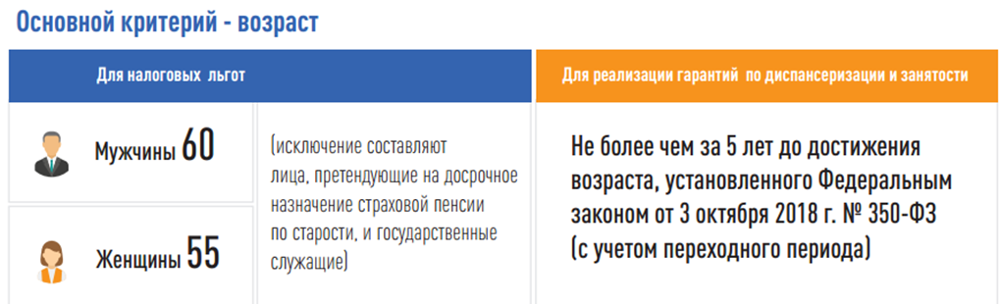 Основной критерий - возраст
Для налоговых льгот
Для реализации гарантий по диспансеризации и занятости
Мужчины 60
Женщины 55
(исключение составляют
лица, претендующие на досрочное
назначение страховой пенсии
по старости, и государственные
служащие)
Не более чем за 5 лет до достижения
возраста, установленного Федеральным
законом от 3 октября 2018 г. № 350-ФЗ
(с учетом переходного периода)